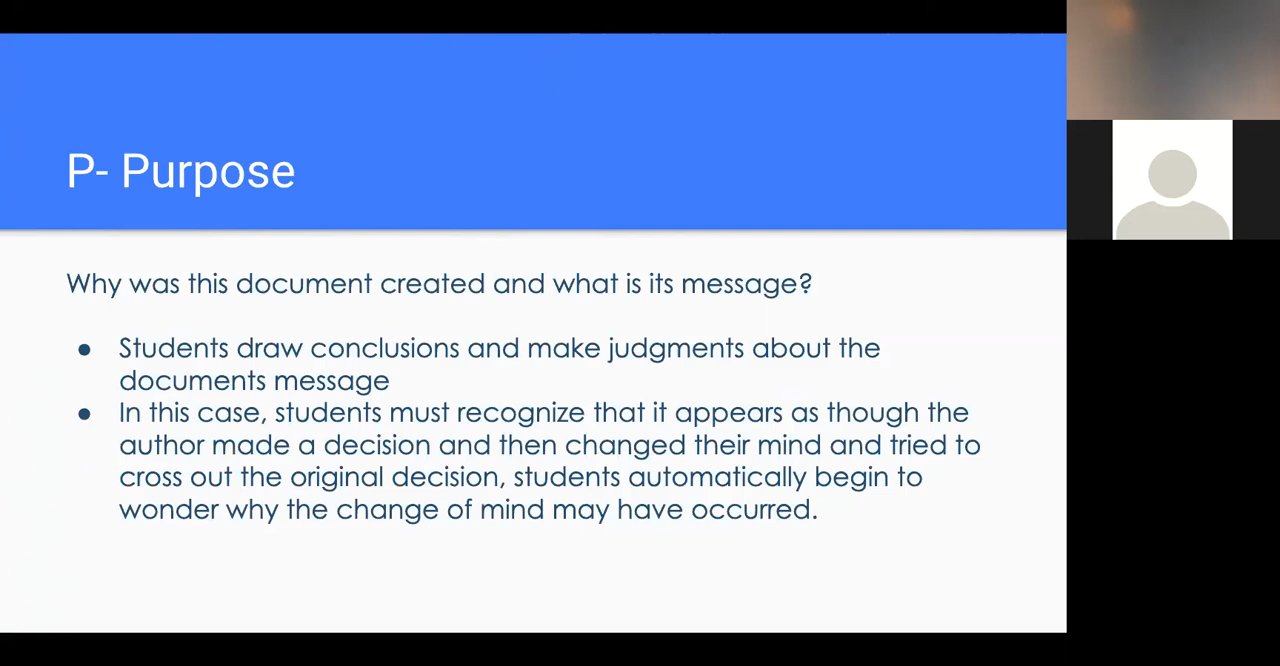 P- Purpose
Why was this document created and what is its message?
● Students draw conclusions and make judgments about the
documents message
● In this case, students must recognize that it appears as though the
author made a decision and then changed their mind and tried to
cross out the original decision, students automatically begin to
wonder why the change of mind may have occurred.